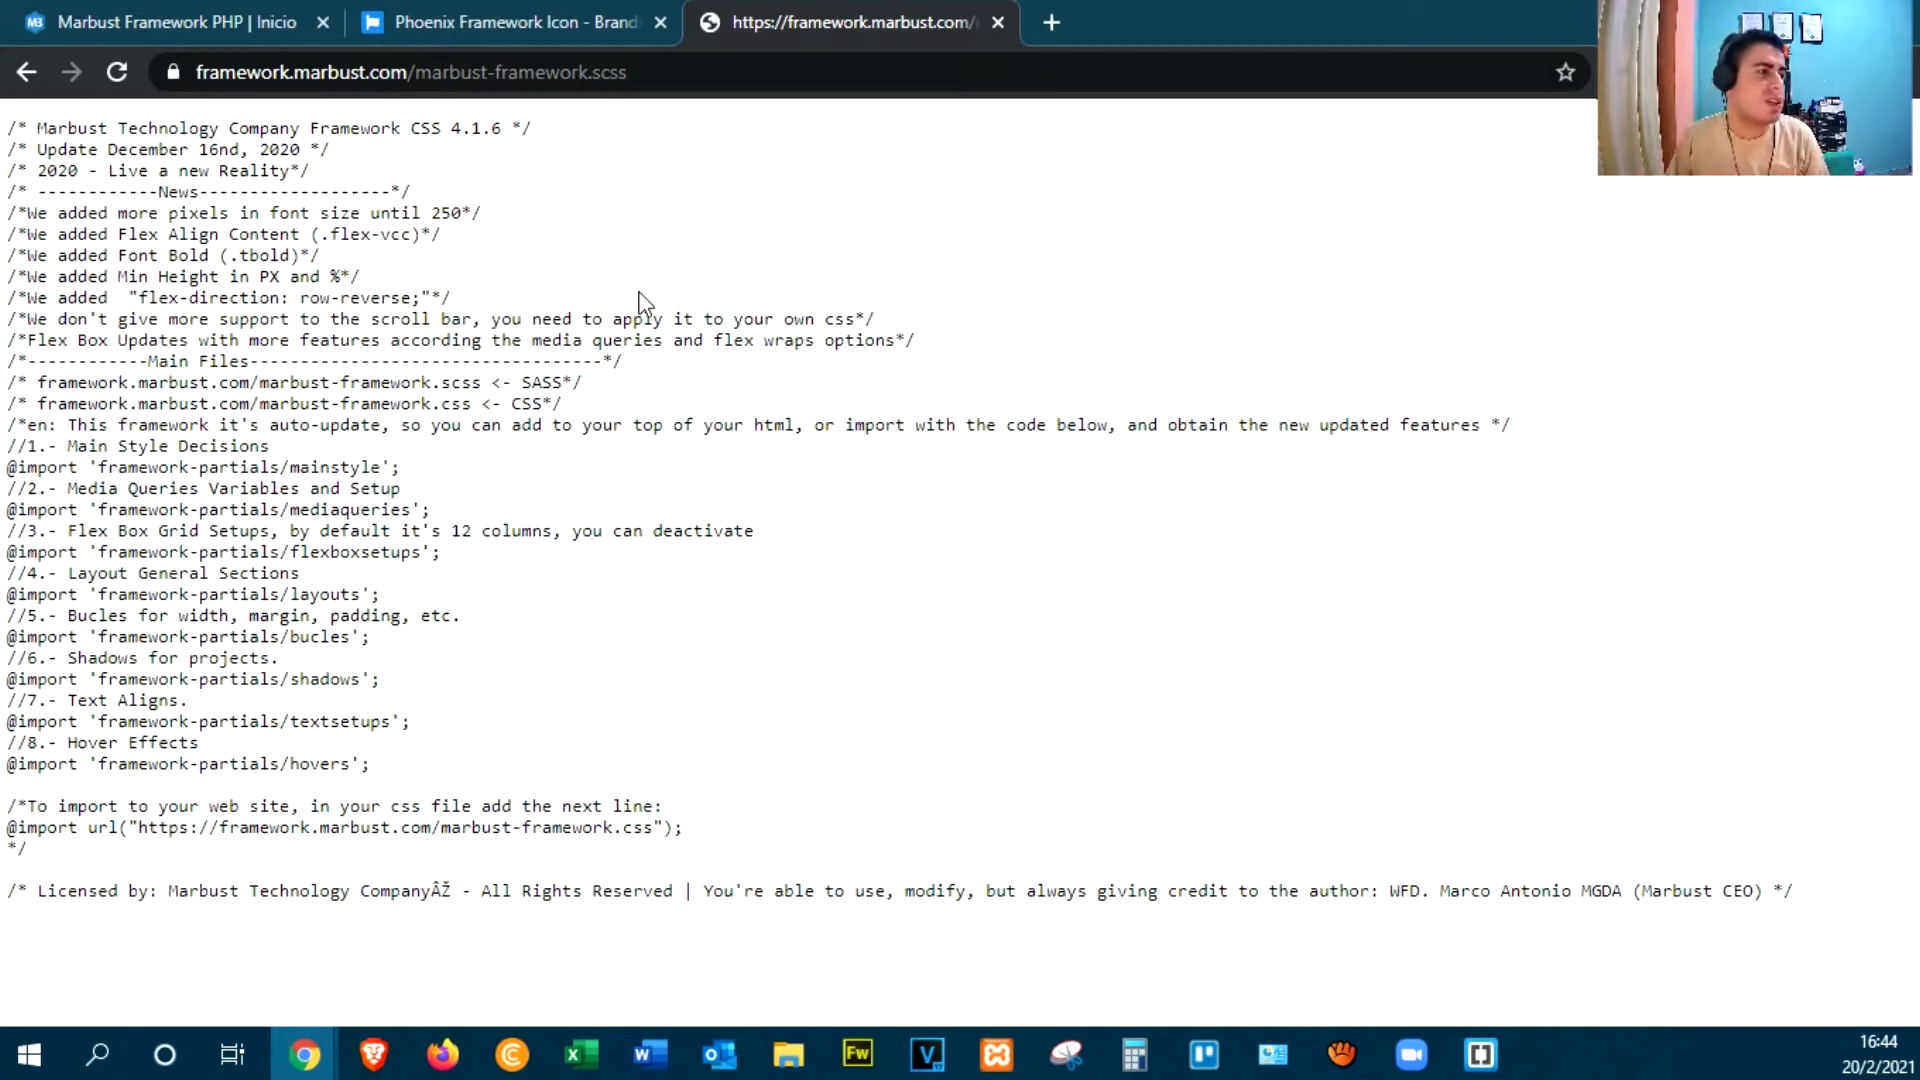 Marbust Framework PHP | Inicio
Phoenix Framework Icon - Brand
https://framework.marbust.com/
framework.marbust.com/marbust-framework.scss
/* Marbust Technology Company Framework CSS 4.1.6 */
/* Update December 16nd, 2020 */
/* 2020 - Live a new Reality*/
/* ------------News-------------------*/
/*We added more pixels in font size until 250*/
/*We added Flex Align Content (.flex-vcc)*/
/*We added Font Bold (.tbold)*/
/*We added Min Height in PX and %*/
/*We added  "flex-direction: row-reverse;"*/
/*We don't give more support to the scroll bar, you need to apply it to your own css*/
/*Flex Box Updates with more features according the media queries and flex wraps options*/
/*------------Main Files-----------------------------------*/
/* framework.marbust.com/marbust-framework.scss <- SASS*/
/* framework.marbust.com/marbust-framework.css <- CSS*/
/*en: This framework it's auto-update, so you can add to your top of your html, or import with the code below, and obtain the new updated features */
//1.- Main Style Decisions
@import 'framework-partials/mainstyle';
//2.- Media Queries Variables and Setup
@import 'framework-partials/mediaqueries';
//3.- Flex Box Grid Setups, by default it's 12 columns, you can deactivate
@import 'framework-partials/flexboxsetups';
//4.- Layout General Sections
@import 'framework-partials/layouts';
//5.- Bucles for width, margin, padding, etc.
@import 'framework-partials/bucles';
//6.- Shadows for projects.
@import 'framework-partials/shadows';
//7.- Text Aligns.
@import 'framework-partials/textsetups';
//8.- Hover Effects
@import 'framework-partials/hovers';
/*To import to your web site, in your css file add the next line:
@import url("https://framework.marbust.com/marbust-framework.css");
*/
/* Licensed by: Marbust Technology CompanyÂŽ - All Rights Reserved | You're able to use, modify, but always giving credit to the author: WFD. Marco Antonio MGDA (Marbust CEO) */
Fw
16:44
20/2/2021